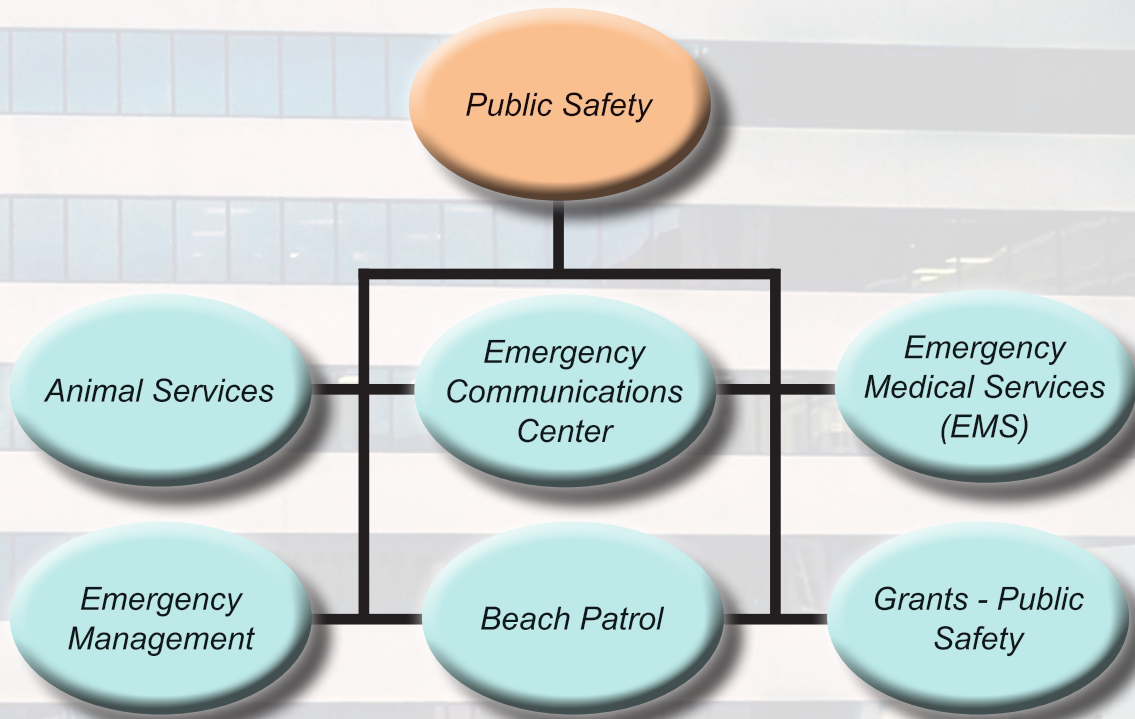 Public Safety
Animal Services
Emergency
Communications
Center
Emergency
Medical Services
(EMS)
Emergency
Management
Beach Patrol
Grants - Public
Safety